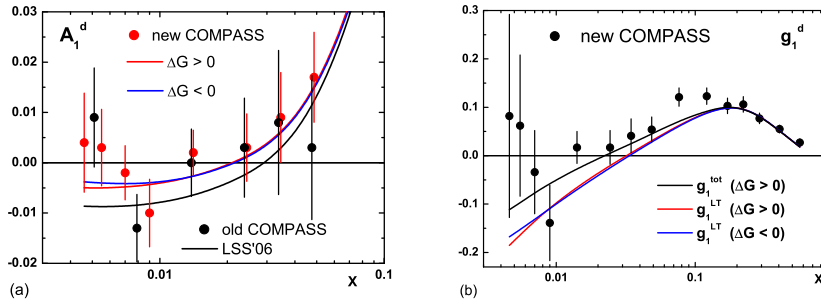 A₁ᵈ
new COMPASS
ΔG > 0
ΔG < 0
old COMPASS
LSS'06
0.03
0.02
0.01
0.00
-0.01
-0.02
0.01
0.1
X
(a)
new COMPASS
g₁ᵈ
g₁ᵗᵒᵗ (ΔG > 0)
g₁ᴸᵀ (ΔG > 0)
g₁ᴸᵀ (ΔG < 0)
0.3
0.2
0.1
0.0
-0.1
-0.2
0.01
0.1
X
(b)